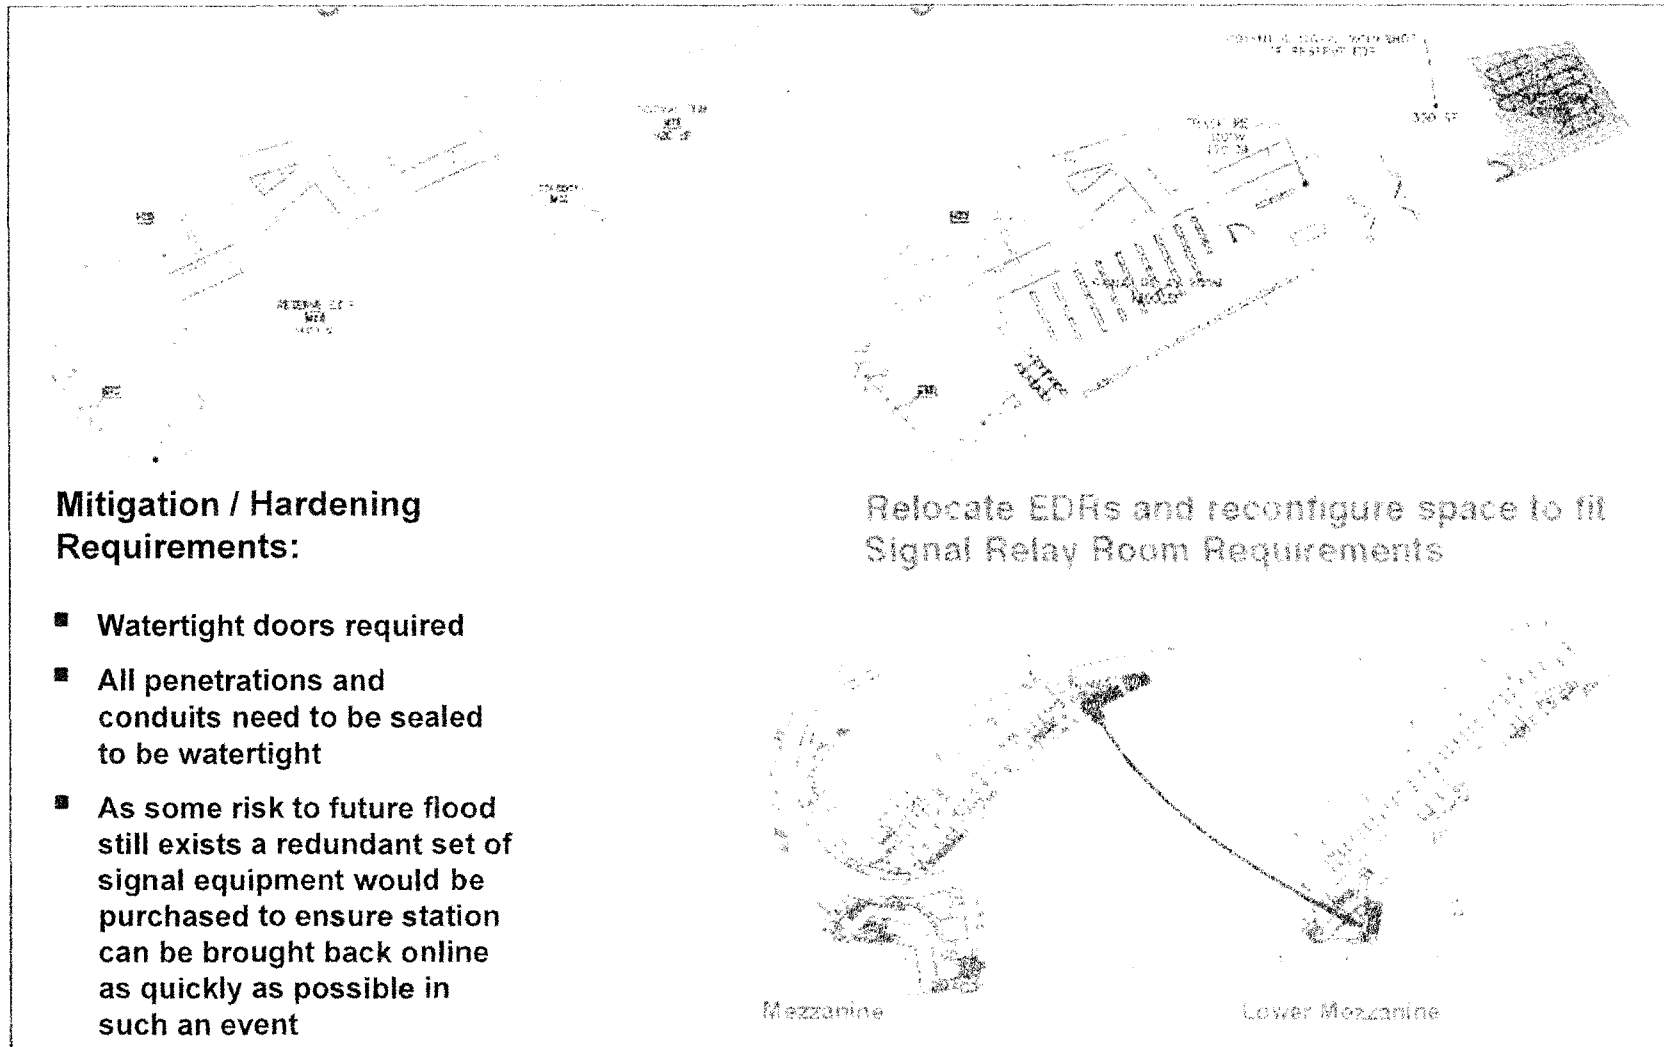 330 SF
Mitigation / Hardening
Requirements:
Relocate EDRs and reconfigure space to fit
Signal Relay Room Requirements
■ Watertight doors required
■ All penetrations and
conduits need to be sealed
to be watertight
■ As some risk to future flood
still exists a redundant set of
signal equipment would be
purchased to ensure station
can be brought back online
as quickly as possible in
such an event
Mezzanine
Lower Mezzanine